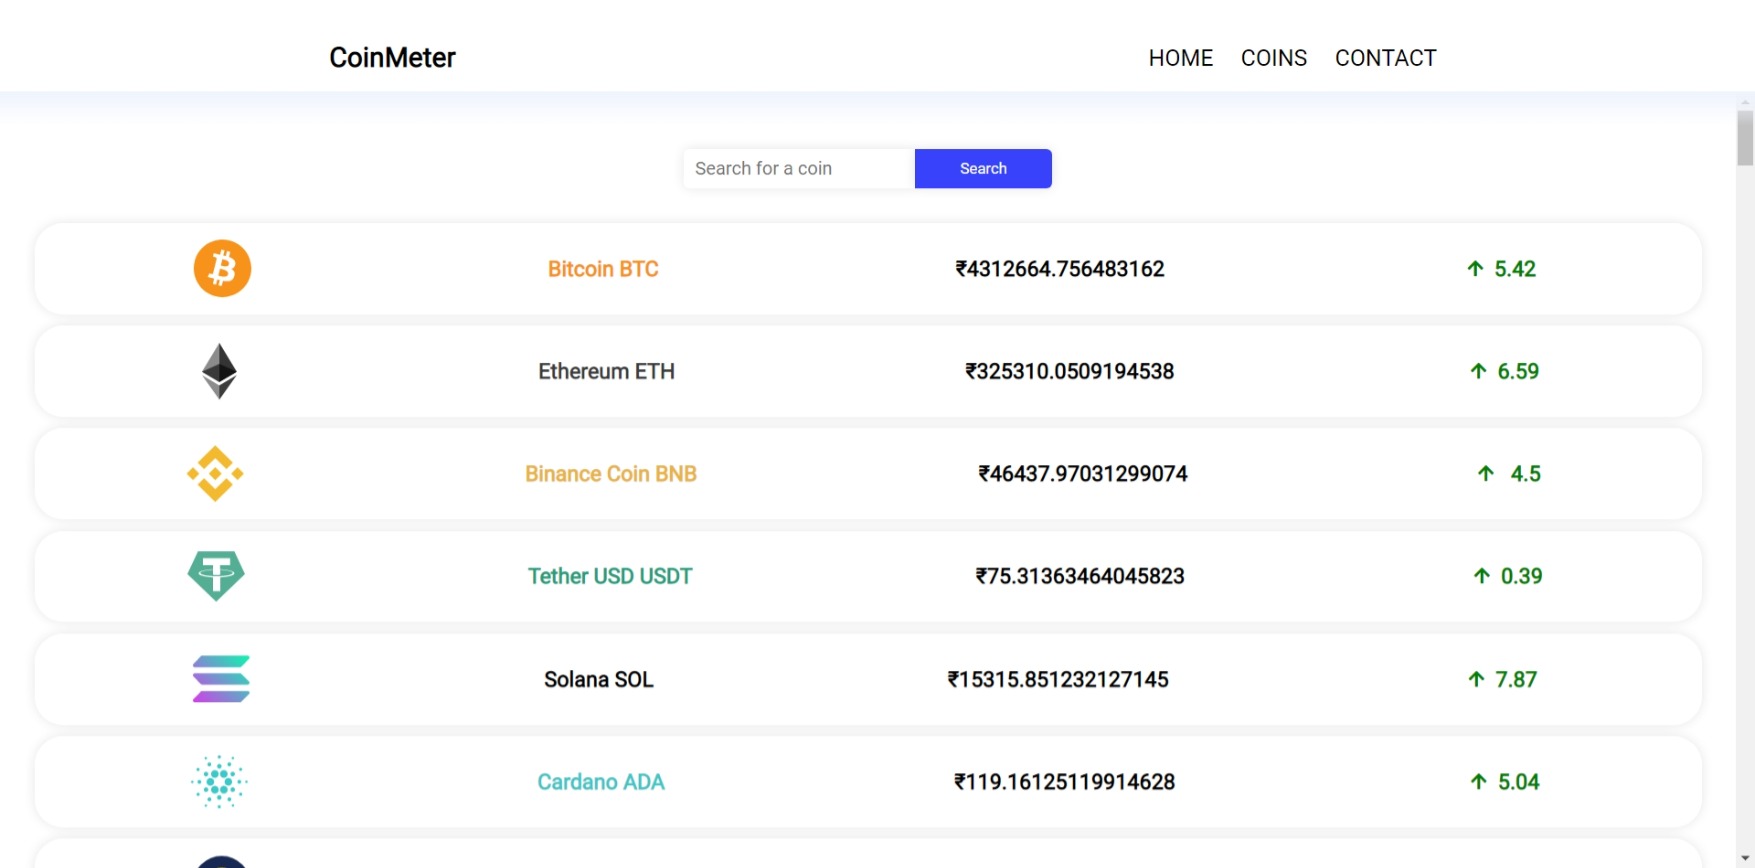 CoinMeter HOME COINS CONTACT
Search for a coin Search
Bitcoin BTC ₹4312664.756483162 ↑ 5.42
Ethereum ETH ₹325310.0509194538 ↑ 6.59
Binance Coin BNB ₹46437.97031299074 ↑ 4.5
Tether USD USDT ₹75.31363464045823 ↑ 0.39
Solana SOL ₹15315.851232127145 ↑ 7.87
Cardano ADA ₹119.16125119914628 ↑ 5.04